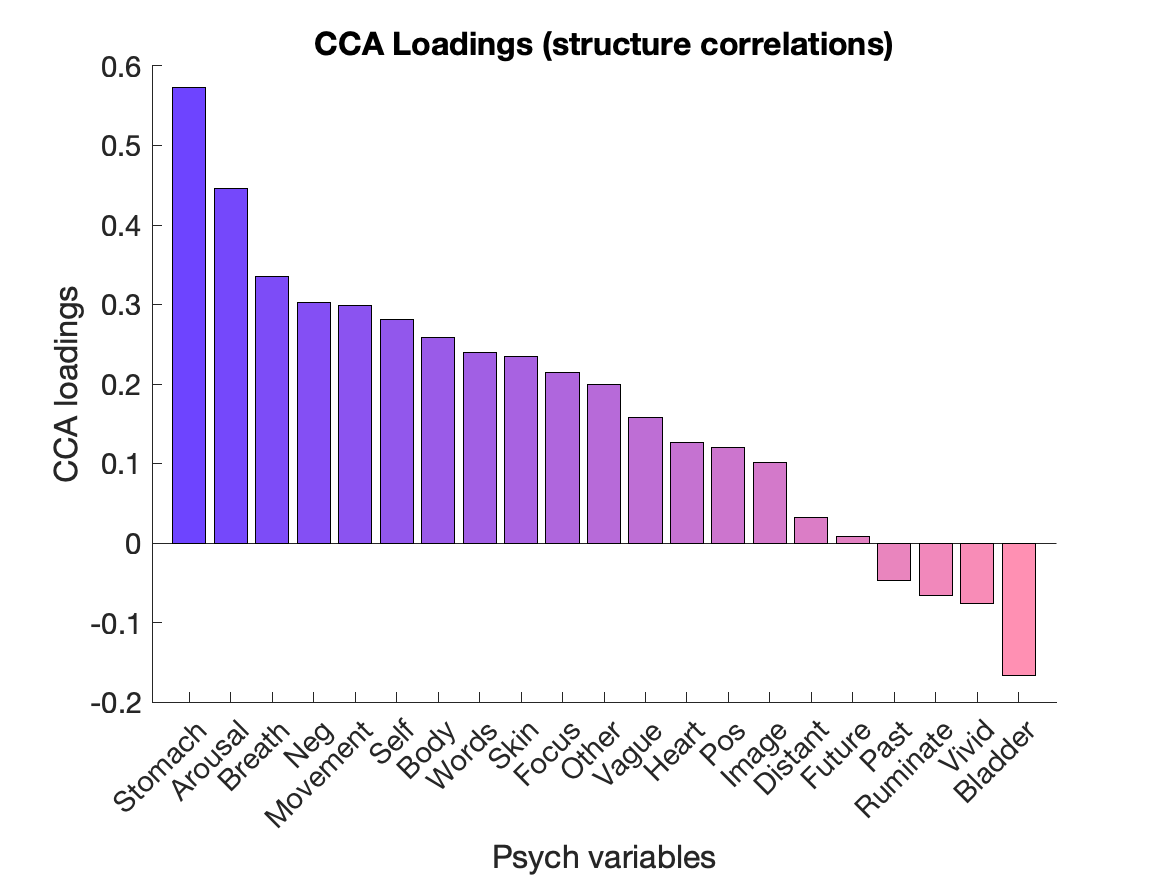 CCA Loadings (structure correlations)
0.6
0.5
0.4
0.3
0.2
0.1
0
-0.1
-0.2
CCA loadings
Stomach
Arousal
Breath
Neg
Movement
Self
Body
Words
Skin
Focus
Other
Vague
Heart
Pos
Image
Distant
Future
Past
Ruminate
Vivid
Bladder
Psych variables